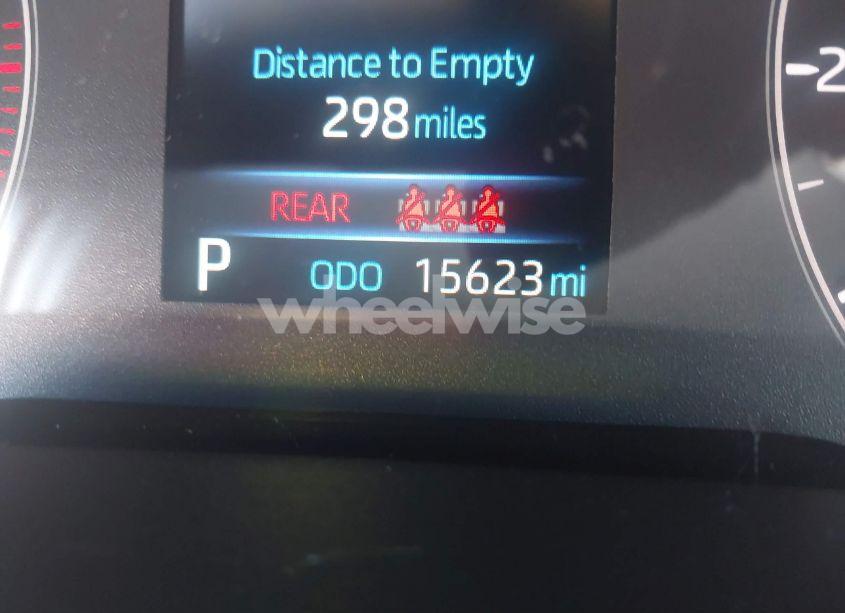 Distance to Empty
298 miles
REAR
P ODO 15623 mi
wheelwise